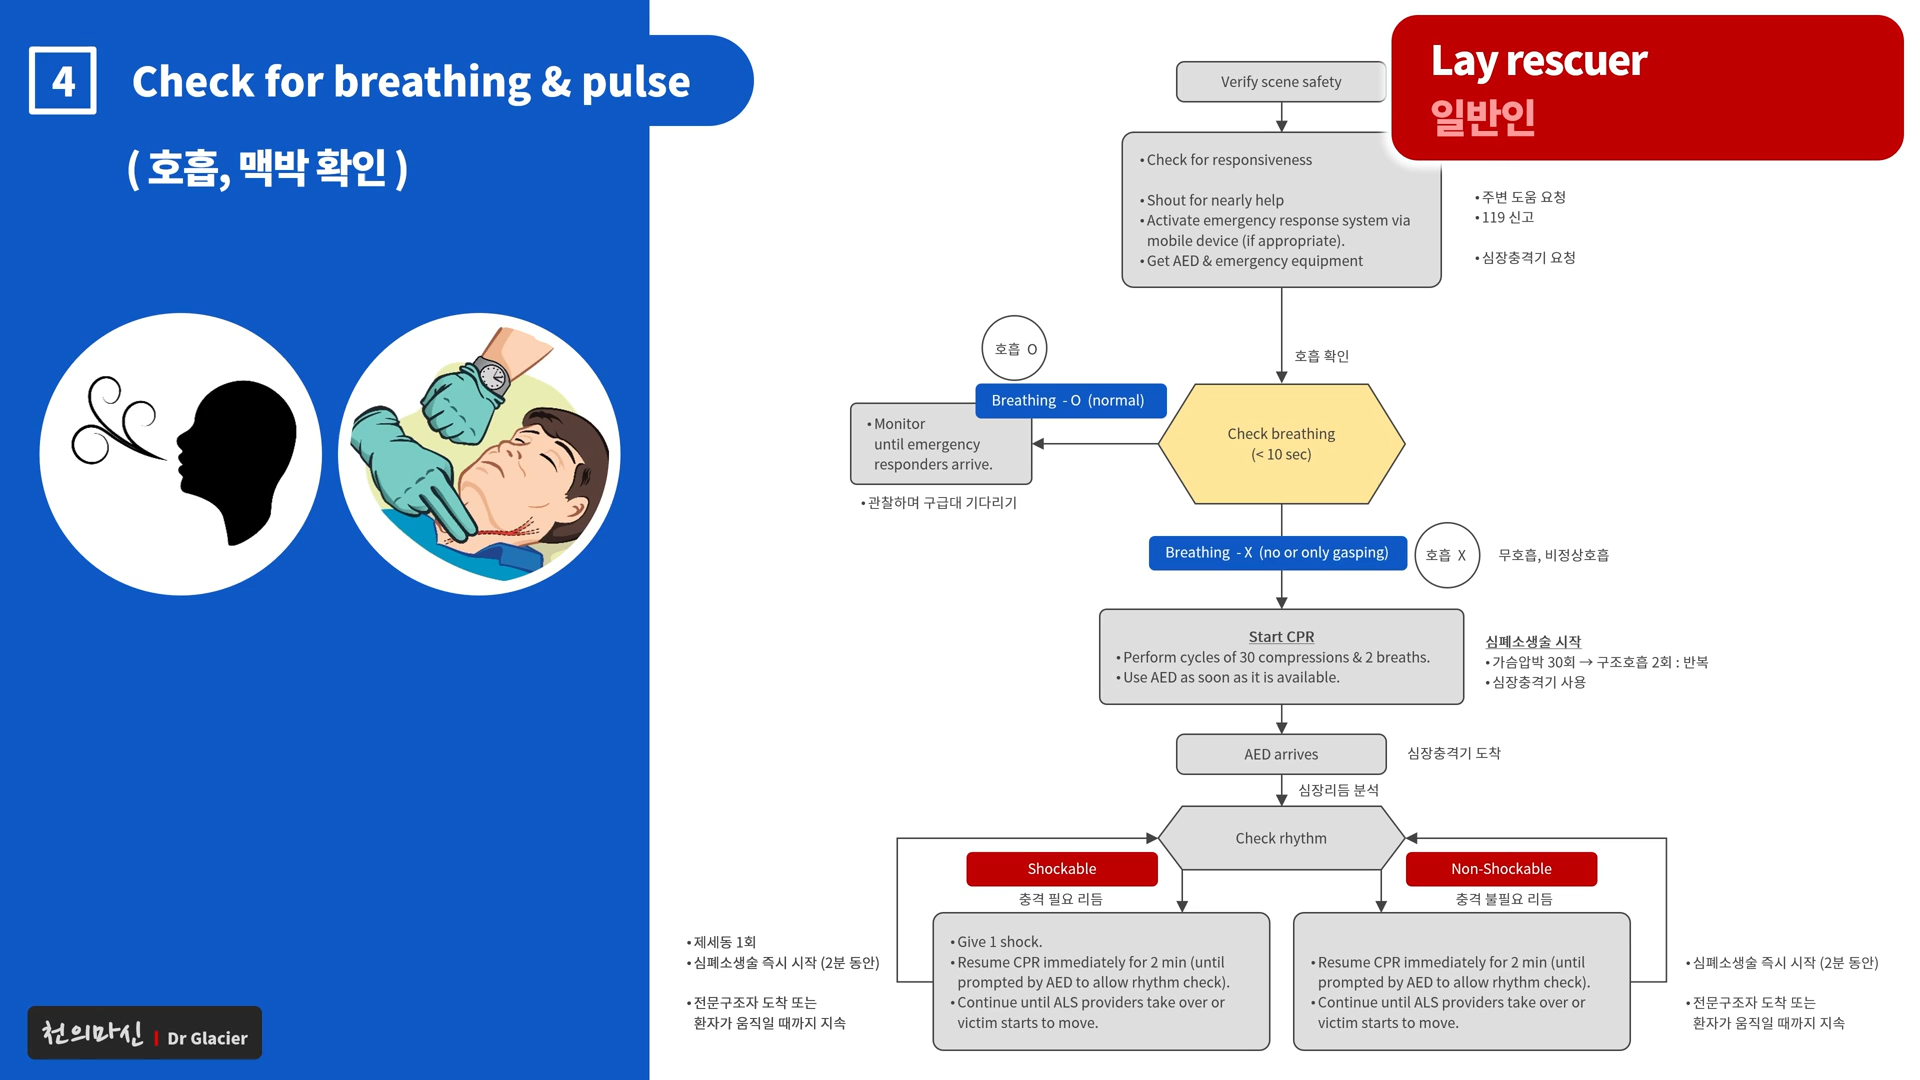 4
Check for breathing & pulse
( 호흡, 맥박 확인 )
천의마신 | Dr Glacier
Lay rescuer
일반인
Verify scene safety
• Check for responsiveness
• Shout for nearly help
• Activate emergency response system via
mobile device (if appropriate).
• Get AED & emergency equipment
• 주변 도움 요청
• 119 신고
• 심장충격기 요청
호흡 확인
호흡 O
Breathing - O (normal)
• Monitor
until emergency
responders arrive.
• 관찰하며 구급대 기다리기
Check breathing
(< 10 sec)
Breathing - X (no or only gasping)
호흡 X
무호흡, 비정상호흡
Start CPR
• Perform cycles of 30 compressions & 2 breaths.
• Use AED as soon as it is available.
심폐소생술 시작
• 가슴압박 30회 → 구조호흡 2회 : 반복
• 심장충격기 사용
AED arrives
심장충격기 도착
심장리듬 분석
Check rhythm
Shockable
충격 필요 리듬
Non-Shockable
충격 불필요 리듬
• 제세동 1회
• 심폐소생술 즉시 시작 (2분 동안)
• 전문구조자 도착 또는
환자가 움직일 때까지 지속
• Give 1 shock.
• Resume CPR immediately for 2 min (until
prompted by AED to allow rhythm check).
• Continue until ALS providers take over or
victim starts to move.
• Resume CPR immediately for 2 min (until
prompted by AED to allow rhythm check).
• Continue until ALS providers take over or
victim starts to move.
• 심폐소생술 즉시 시작 (2분 동안)
• 전문구조자 도착 또는
환자가 움직일 때까지 지속